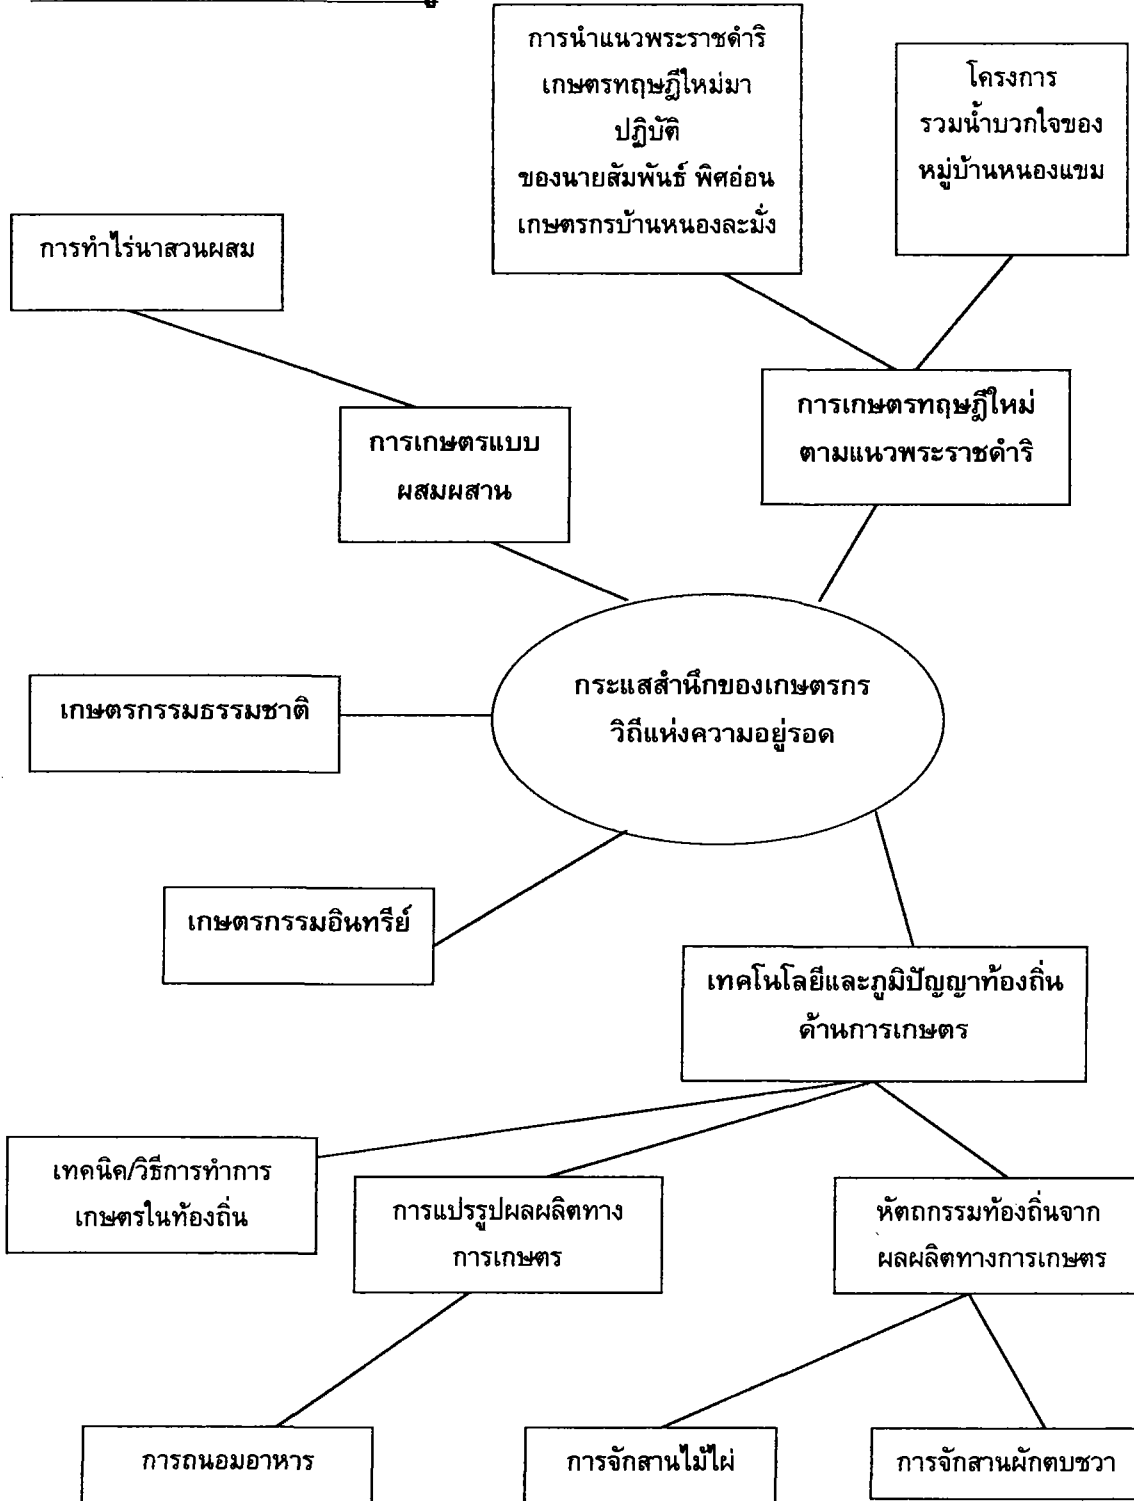 การนำแนวพระราชดำริ
เกษตรทฤษฎีใหม่มา
ปฏิบัติ
ของนายสัมพันธ์ พิศอ่อน
เกษตรกรบ้านหนองละมั่ง
โครงการ
รวมน้ำบวกใจของ
หมู่บ้านหนองแขม
การทำไร่นาสวนผสม
การเกษตรทฤษฎีใหม่
ตามแนวพระราชดำริ
การเกษตรแบบ
ผสมผสาน
กระแสสำนึกของเกษตรกร
วิถีแห่งความอยู่รอด
เกษตรกรรมธรรมชาติ
เกษตรกรรมอินทรีย์
เทคโนโลยีและภูมิปัญญาท้องถิ่น
ด้านการเกษตร
เทคนิค/วิธีการทำการ
เกษตรในท้องถิ่น
การแปรรูปผลผลิตทาง
การเกษตร
หัตถกรรมท้องถิ่นจาก
ผลผลิตทางการเกษตร
การถนอมอาหาร
การจักสานไม้ไผ่
การจักสานผักตบชวา